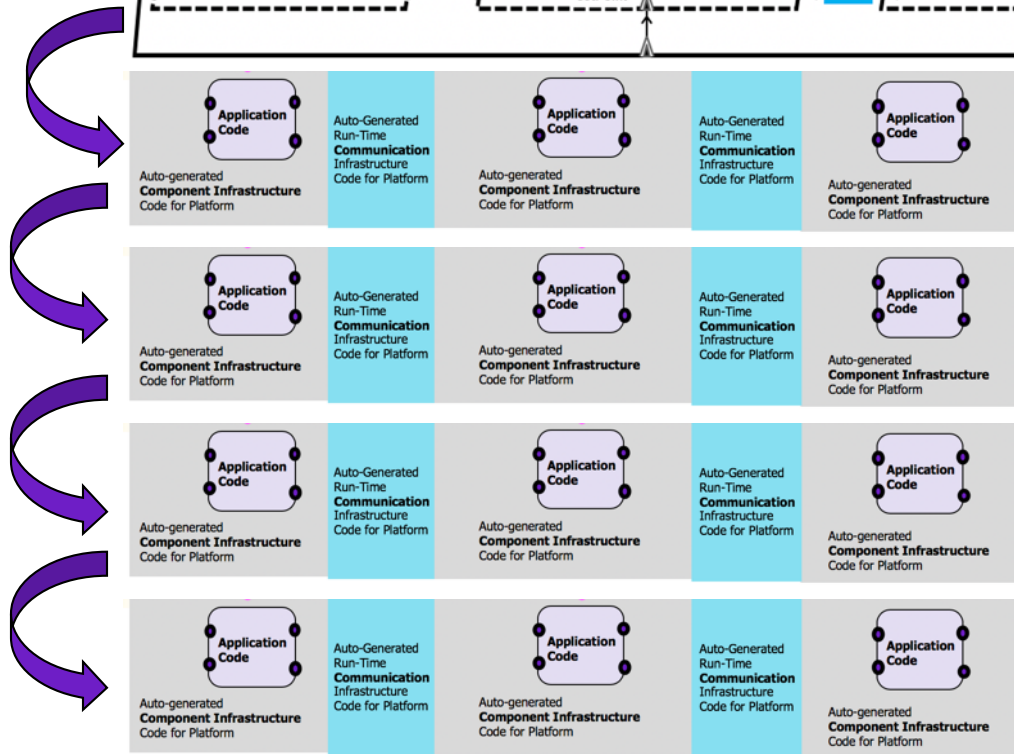 Application
Code
Auto-generated
Component Infrastructure
Code for Platform
Auto-Generated
Run-Time
Communication
Infrastructure
Code for Platform
Application
Code
Auto-generated
Component Infrastructure
Code for Platform
Auto-Generated
Run-Time
Communication
Infrastructure
Code for Platform
Application
Code
Auto-generated
Component Infrastructure
Code for Platform
Application
Code
Auto-generated
Component Infrastructure
Code for Platform
Auto-Generated
Run-Time
Communication
Infrastructure
Code for Platform
Application
Code
Auto-generated
Component Infrastructure
Code for Platform
Auto-Generated
Run-Time
Communication
Infrastructure
Code for Platform
Application
Code
Auto-generated
Component Infrastructure
Code for Platform
Application
Code
Auto-generated
Component Infrastructure
Code for Platform
Auto-Generated
Run-Time
Communication
Infrastructure
Code for Platform
Application
Code
Auto-generated
Component Infrastructure
Code for Platform
Auto-Generated
Run-Time
Communication
Infrastructure
Code for Platform
Application
Code
Auto-generated
Component Infrastructure
Code for Platform
Application
Code
Auto-generated
Component Infrastructure
Code for Platform
Auto-Generated
Run-Time
Communication
Infrastructure
Code for Platform
Application
Code
Auto-generated
Component Infrastructure
Code for Platform
Auto-Generated
Run-Time
Communication
Infrastructure
Code for Platform
Application
Code
Auto-generated
Component Infrastructure
Code for Platform